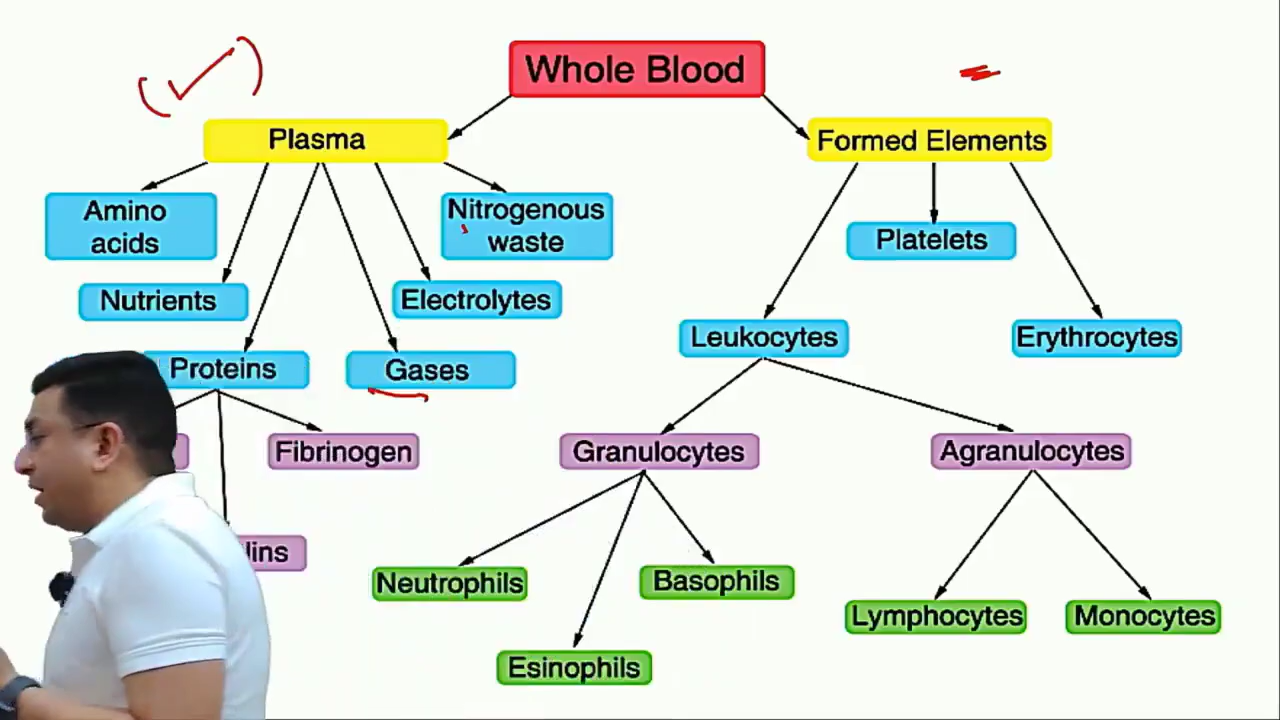 Whole Blood
Plasma
Formed Elements
Amino
acids
Nitrogenous
waste
Platelets
Nutrients
Electrolytes
Leukocytes
Erythrocytes
Proteins
Gases
Fibrinogen
Granulocytes
Agranulocytes
lins
Neutrophils
Basophils
Lymphocytes
Monocytes
Esinophils